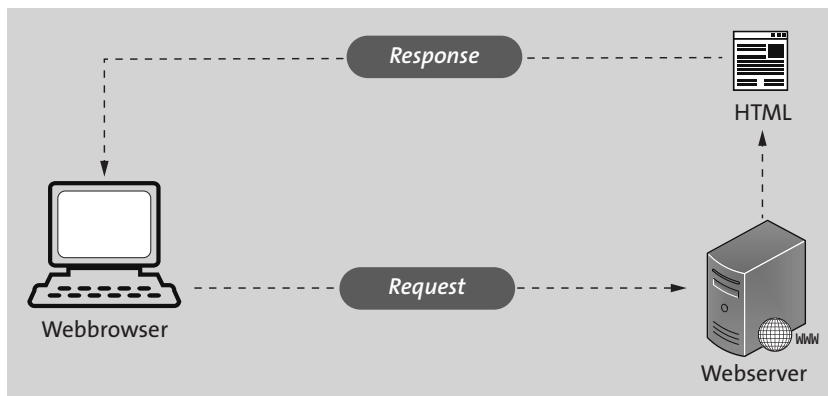 Response
HTML
Request
Webbrowser
WWW
Webserver